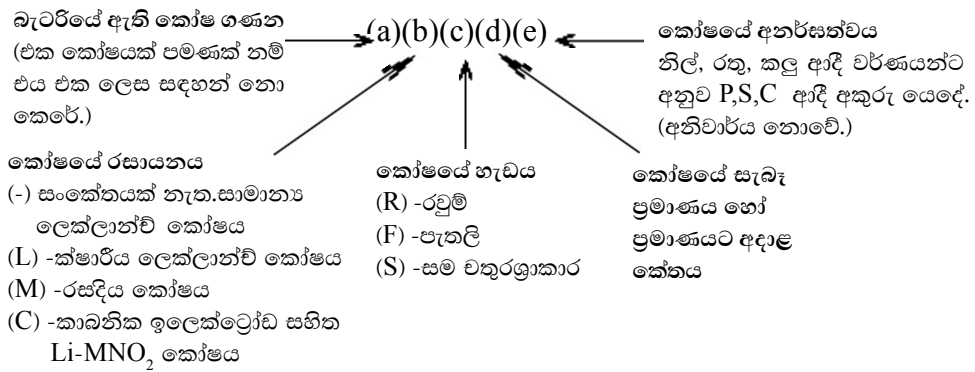 බැටරියේ ඇති කෝෂ ගණන
(එක කෝෂයක් පමණක් නම්
එය එක ලෙස සඳහන් නො
කෙරේ.)
(a)(b)(c)(d)(e)
කෝෂයේ අනර්ඝත්වය
නිල්, රතු, කලු ආදී වර්ණයන්ට
අනුව P,S,C ආදී අකුරු යෙදේ.
(අනිවාර්ය නොවේ.)
කෝෂයේ රසායනය
(-) සංකේතයක් නැත.සාමාන්‍ය
ලෙක්ලාන්ච් කෝෂය
(L) -ක්ෂාරීය ලෙක්ලාන්ච් කෝෂය
(M) -රසදිය කෝෂය
(C) -කාබනික ඉලෙක්ට්‍රෝඩ සහිත
Li-MNO₂ කෝෂය
කෝෂයේ හැඩය
(R) -රවුම්
(F) -පැතලි
(S) -සම චතුරශ්‍රාකාර
කෝෂයේ සැබෑ
ප්‍රමාණය හෝ
ප්‍රමාණයට අදාළ
කේතය